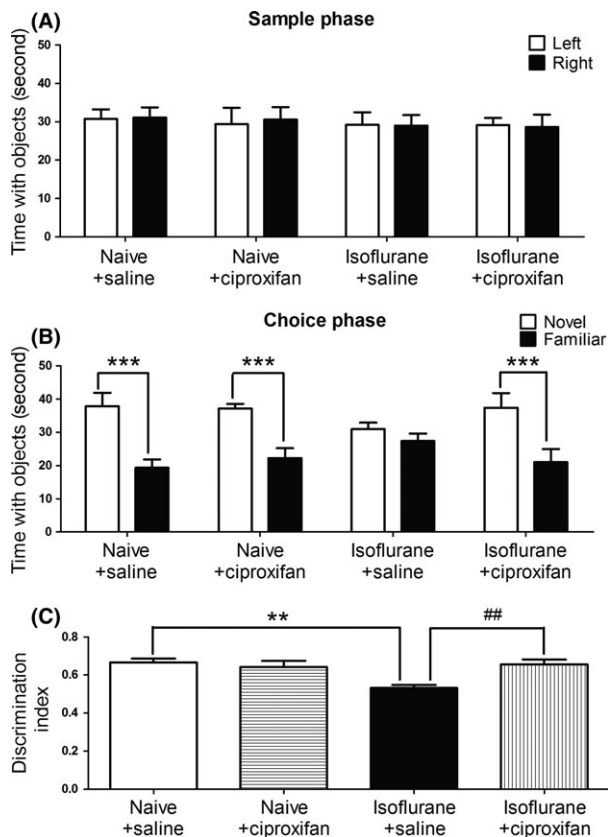 (A) Sample phase
Left
Right
Time with objects (second)
50
40
30
20
10
0
Naive
+saline
Naive
+ciproxifan
Isoflurane
+saline
Isoflurane
+ciproxifan
(B) Choice phase
Novel
Familiar
Time with objects (second)
50
40
30
20
10
0
*** *** ***
Naive
+saline
Naive
+ciproxifan
Isoflurane
+saline
Isoflurane
+ciproxifan
(C)
Discrimination
index
0.8
0.6
0.4
0.2
0.0
** ##
Naive
+saline
Naive
+ciproxifan
Isoflurane
+saline
Isoflurane
+ciproxifan